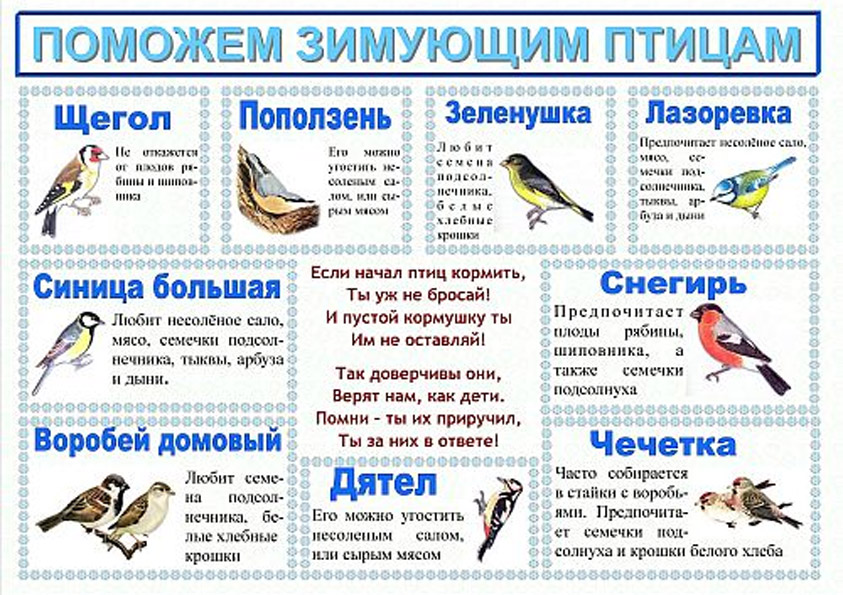 ПОМОЖЕМ ЗИМУЮЩИМ ПТИЦАМ
Щегол
Не откажется
от плодов ря-
бины и шипов-
ника
Поползень
Его можно
угостить не-
соленым са-
лом, или сы-
рым мясом
Зеленушка
Любит
семена
подсол-
нечника,
белые
хлебные
крошки
Лазоревка
Предпочитает несолёное сало,
мясо, се-
мечки под-
солнечника,
тыквы, ар-
буза и дыни
Синица большая
Любит несолёное сало,
мясо, семечки подсол-
нечника, тыквы, арбуза
и дыни.
Если начал птиц кормить,
Ты уж не бросай!
И пустой кормушку ты
Им не оставляй!
Так доверчивы они,
Верят нам, как дети.
Помни - ты их приручил,
Ты за них в ответе!
Снегирь
Предпочитает
плоды рябины,
шиповника, а
также семечки
подсолнуха
Воробей домовый
Любит семе-
на подсол-
нечника, бе-
лые хлебные
крошки
Дятел
Его можно угостить
несоленым салом,
или сырым мясом
Чечетка
Часто собирается
в стайки с воробь-
ями. Предпочита-
ет семечки под-
солнуха и крошки белого хлеба